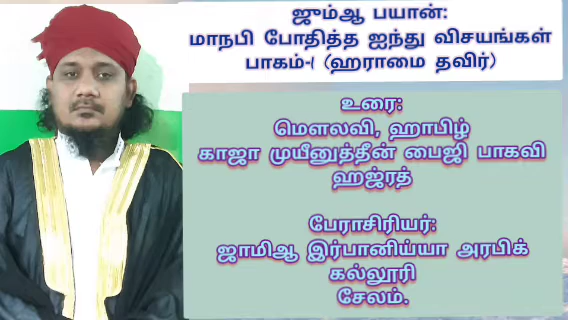 ஜும்ஆ பயான்:
மாநபி போதித்த ஐந்து விசயங்கள்
பாகம்-1 (ஹராமை தவிர்)
உரை:
மௌலவி, ஹாபிழ்
காஜா முயீனுத்தீன் பைஜி பாகவி
ஹஜ்ரத்
பேராசிரியர்:
ஜாமிஆ இர்பானிய்யா அரபிக்
கல்லூரி
சேலம்.